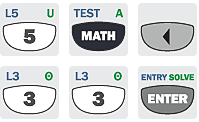 L5 U TEST A
5 MATH
L3 θ L3 θ ENTRY SOLVE
3 3 ENTER